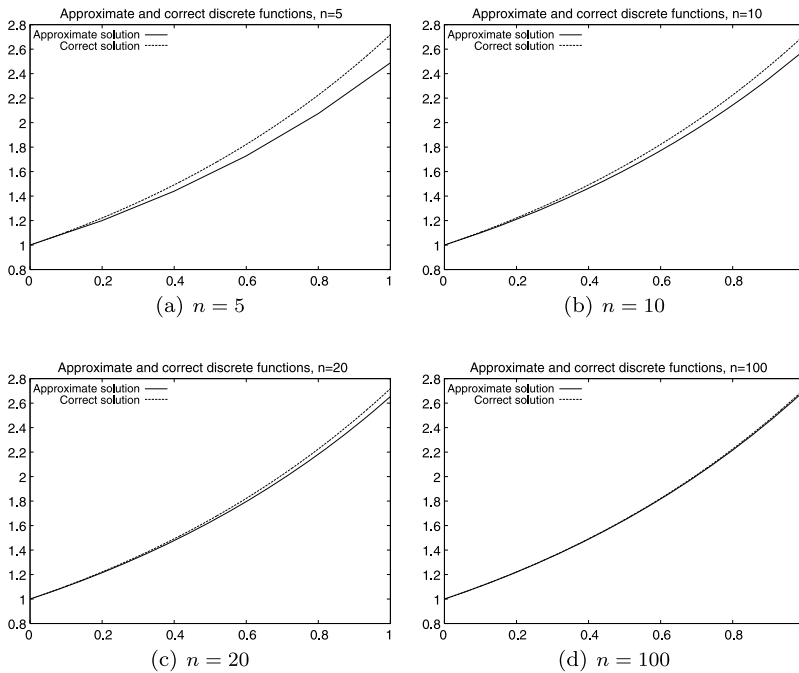 Approximate and correct discrete functions, n=5
Approximate solution
Correct solution
2.8
2.6
2.4
2.2
2
1.8
1.6
1.4
1.2
1
0.8
0 0.2 0.4 0.6 0.8 1
(a) n = 5
Approximate and correct discrete functions, n=10
Approximate solution
Correct solution
2.8
2.6
2.4
2.2
2
1.8
1.6
1.4
1.2
1
0.8
0 0.2 0.4 0.6 0.8
(b) n = 10
Approximate and correct discrete functions, n=20
Approximate solution
Correct solution
2.8
2.6
2.4
2.2
2
1.8
1.6
1.4
1.2
1
0.8
0 0.2 0.4 0.6 0.8 1
(c) n = 20
Approximate and correct discrete functions, n=100
Approximate solution
Correct solution
2.8
2.6
2.4
2.2
2
1.8
1.6
1.4
1.2
1
0.8
0 0.2 0.4 0.6 0.8
(d) n = 100